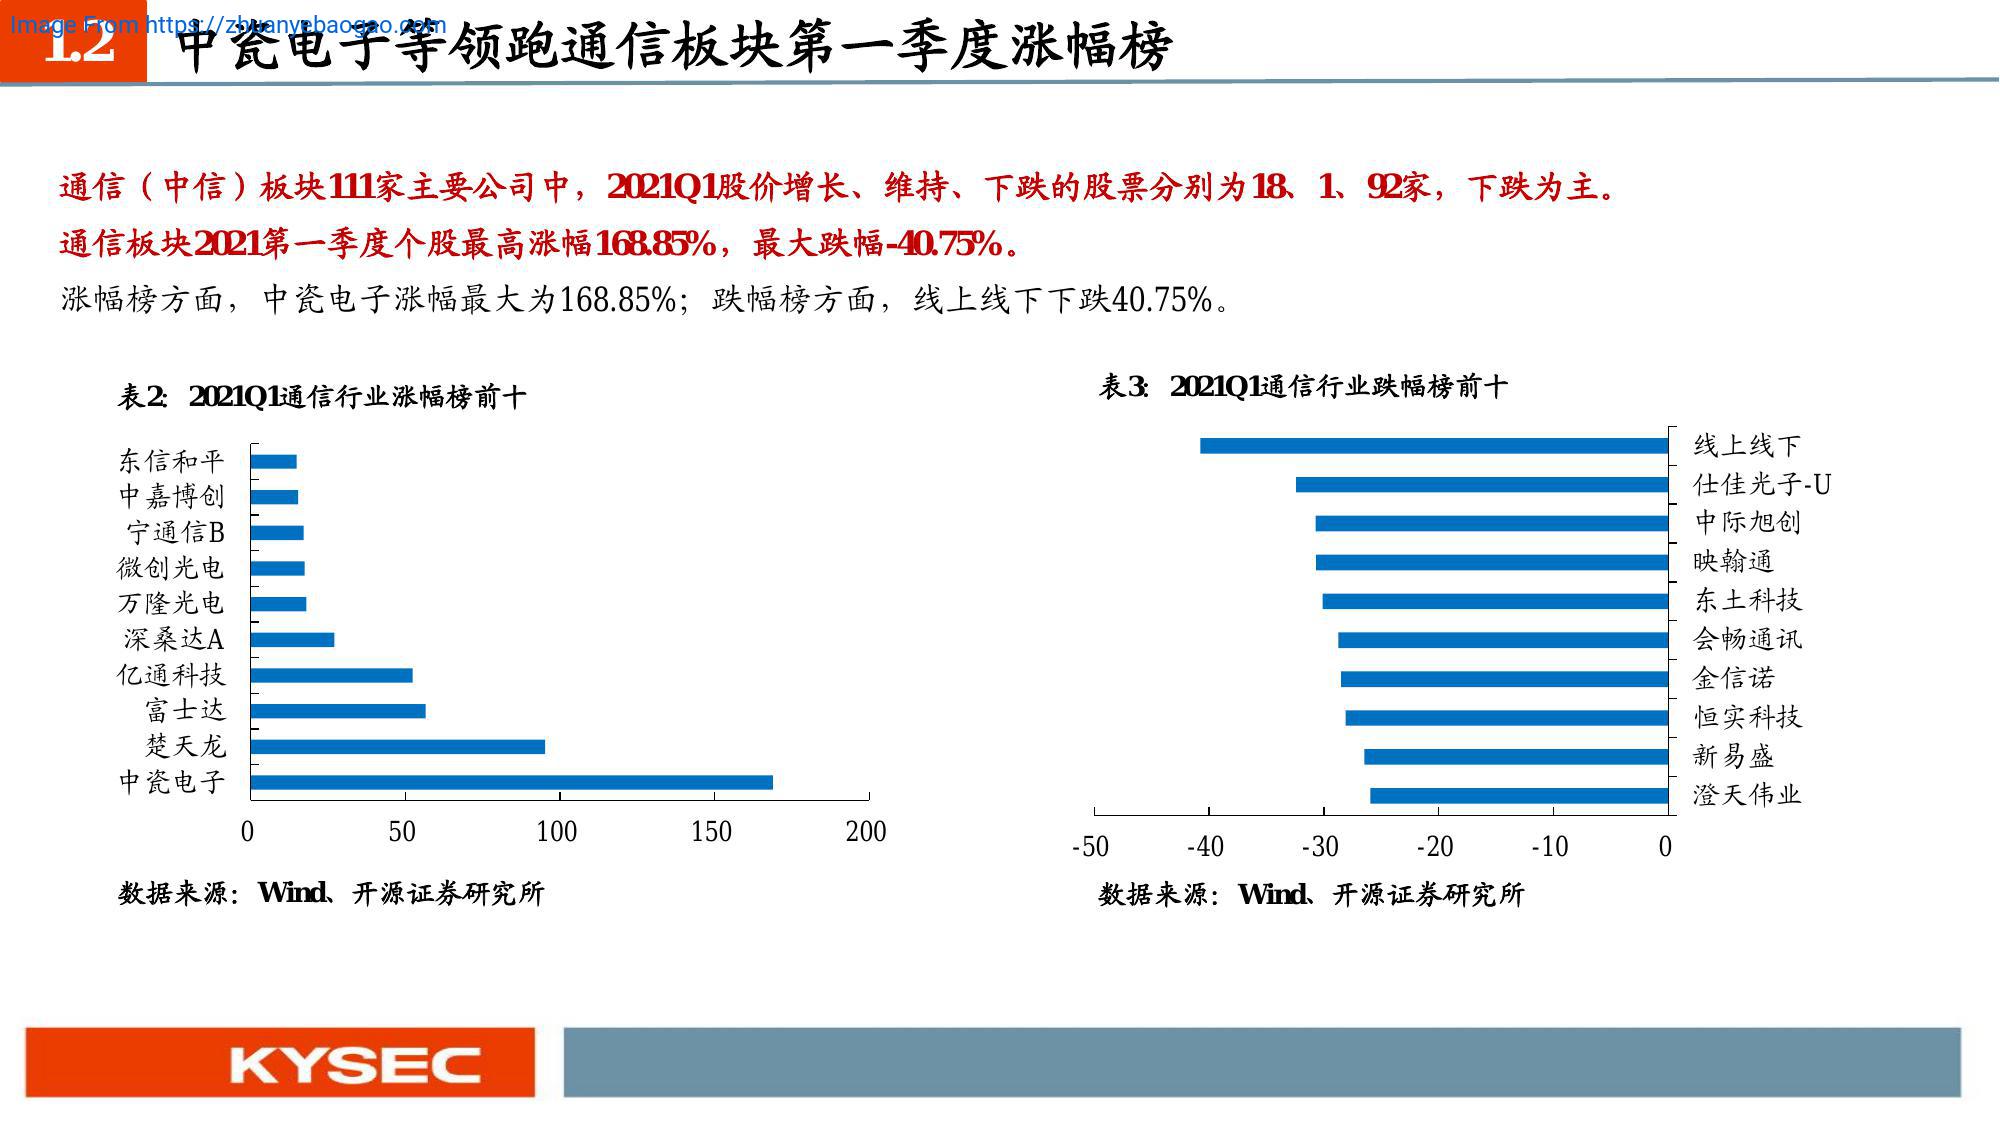 Image From https://zhuanyebaogao.com
1.2
中瓷电子等领跑通信板块第一季度涨幅榜
通信（中信）板块111家主要公司中，2021Q1股价增长、维持、下跌的股票分别为18、1、92家，下跌为主。
通信板块2021第一季度个股最高涨幅168.85%，最大跌幅-40.75%。
涨幅榜方面，中瓷电子涨幅最大为168.85%；跌幅榜方面，线上线下下跌40.75%。
表2：2021Q1通信行业涨幅榜前十
东信和平
中嘉博创
宁通信B
微创光电
万隆光电
深桑达A
亿通科技
富士达
楚天龙
中瓷电子
0 50 100 150 200
数据来源：Wind、开源证券研究所
表3：2021Q1通信行业跌幅榜前十
线上线下
仕佳光子-U
中际旭创
映翰通
东土科技
会畅通讯
金信诺
恒实科技
新易盛
澄天伟业
-50 -40 -30 -20 -10 0
数据来源：Wind、开源证券研究所
KYSEC